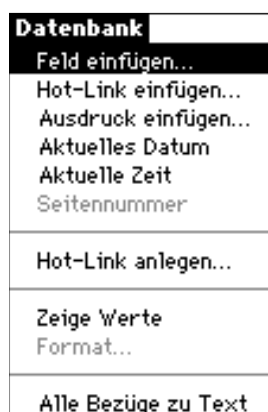 Datenbank
Feld einfügen...
Hot-Link einfügen...
Ausdruck einfügen...
Aktuelles Datum
Aktuelle Zeit
Seitennummer
Hot-Link anlegen...
Zeige Werte
Format...
Alle Bezüge zu Text